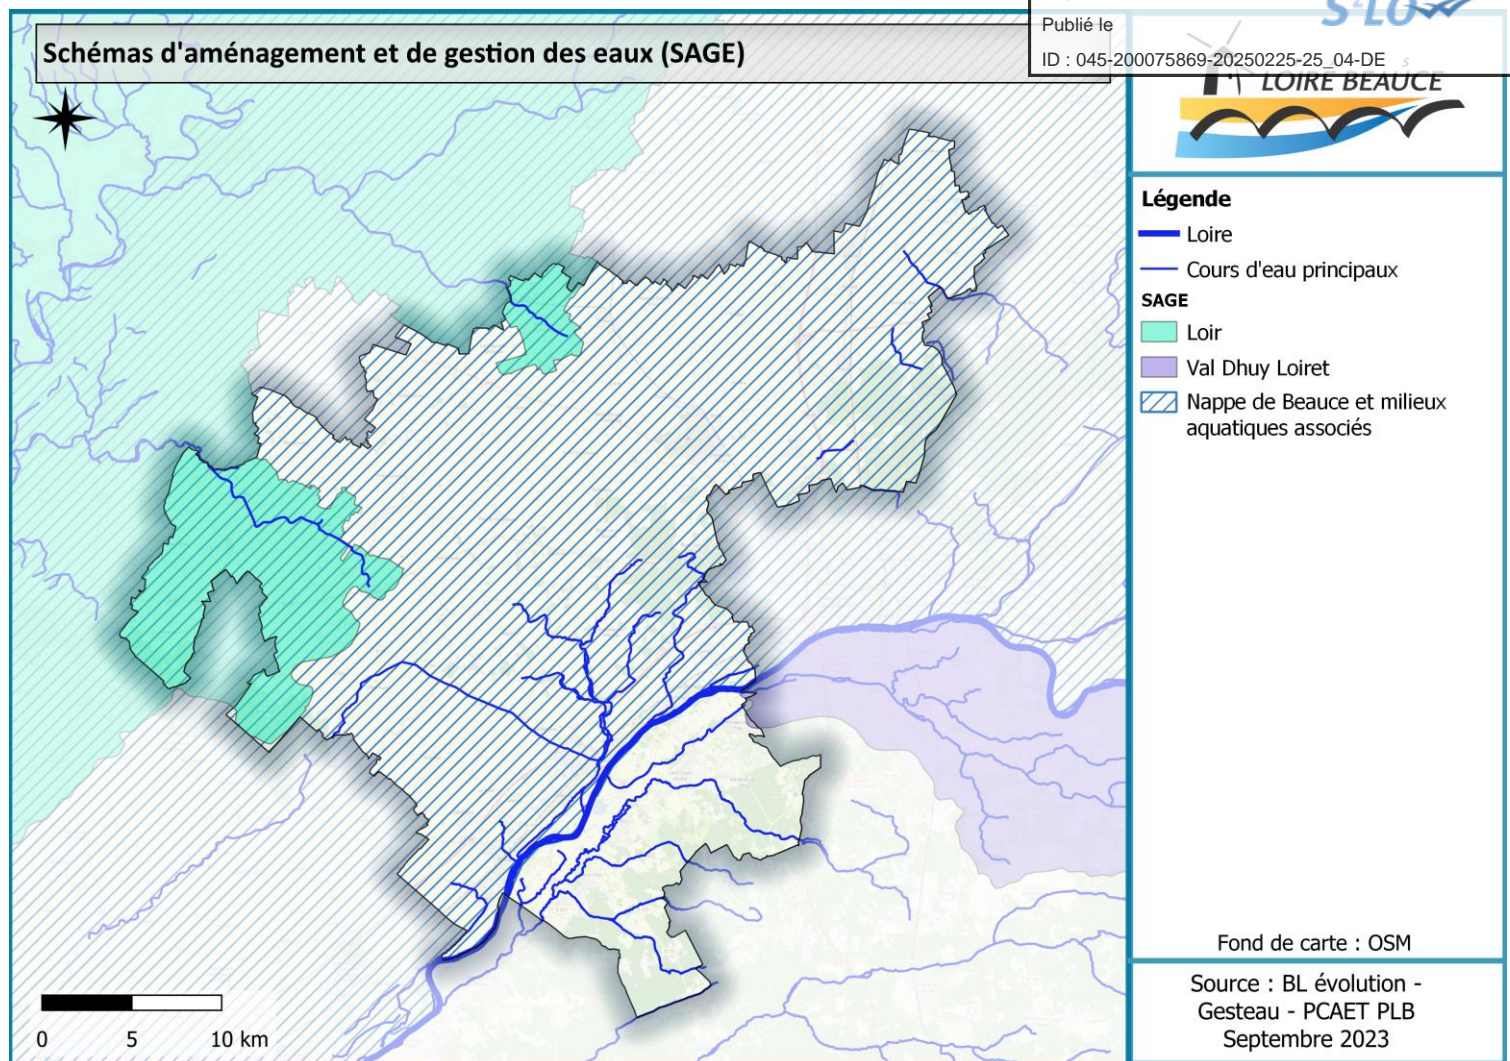 Publié le
S²LO
ID : 045-200075869-20250225-25_04-DE
Schémas d'aménagement et de gestion des eaux (SAGE)
S
LOIRE BEAUCE
Légende
Loire
Cours d'eau principaux
SAGE
Loir
Val Dhuy Loiret
Nappe de Beauce et milieux
aquatiques associés
Fond de carte : OSM
Source : BL évolution -
Gesteau - PCAET PLB
Septembre 2023
0 5 10 km